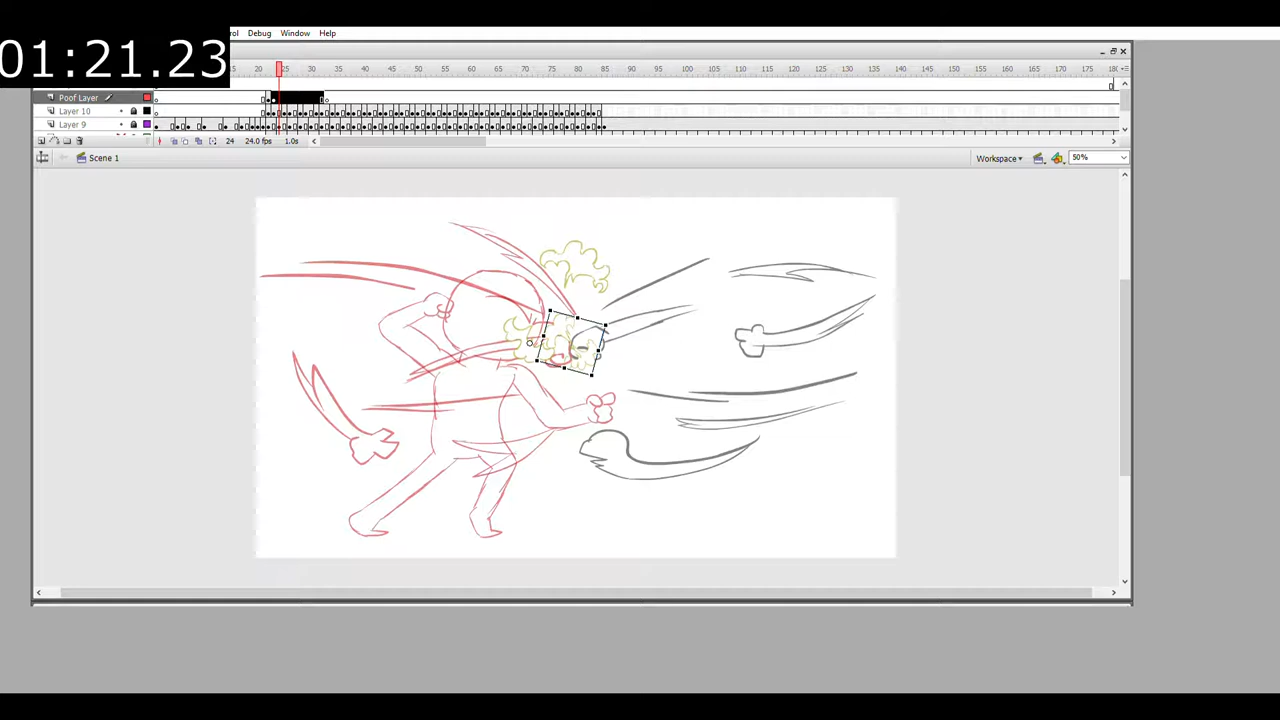 01:21.23
rol Debug Window Help
20 25 30 35 40 45 50 55 60 65 70 75 80 85 90 95 100 105 110 115 120 125 130 135 140 145 150 155 160 165 170 175 180
Poof Layer
Layer 10
Layer 9
24 24.0 fps 1.0s
Scene 1
Workspace
50%